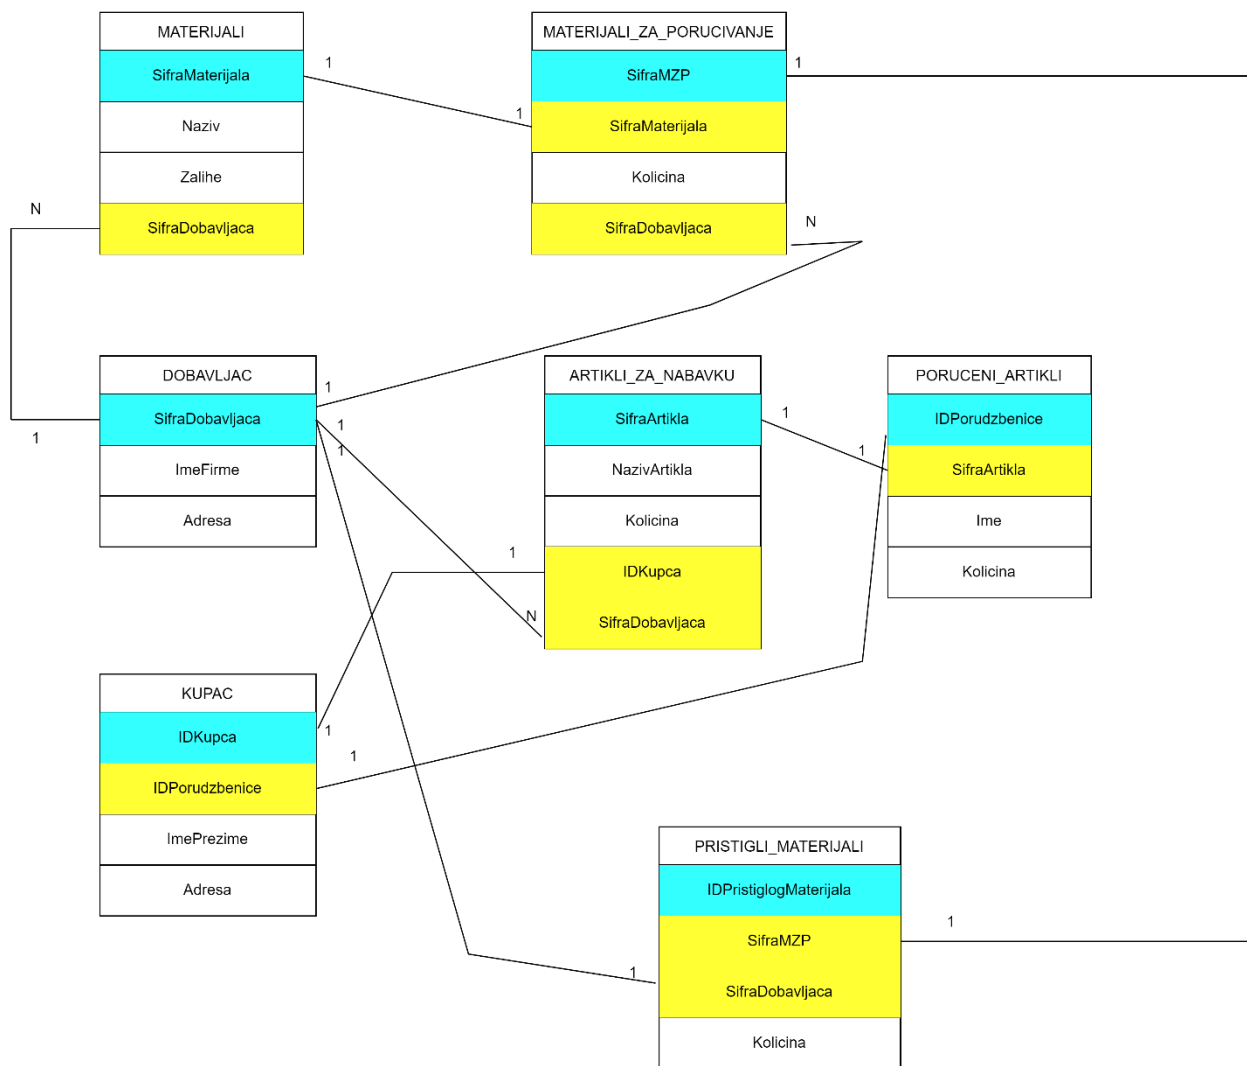 MATERIJALI
SifraMaterijala
Naziv
Zalihe
SifraDobavljaca
MATERIJALI_ZA_PORUCIVANJE
SifraMZP
SifraMaterijala
Kolicina
SifraDobavljaca
1
1
1
N
N
1
DOBAVLJAC
SifraDobavljaca
ImeFirme
Adresa
1
1
1
ARTIKLI_ZA_NABAVKU
SifraArtikla
NazivArtikla
Kolicina
IDKupca
SifraDobavljaca
1
N
1
1
PORUCENI_ARTIKLI
IDPorudzbenice
SifraArtikla
Ime
Kolicina
KUPAC
IDKupca
IDPorudzbenice
ImePrezime
Adresa
1
1
PRISTIGLI_MATERIJALI
IDPristiglogMaterijala
SifraMZP
SifraDobavljaca
Kolicina
1
1